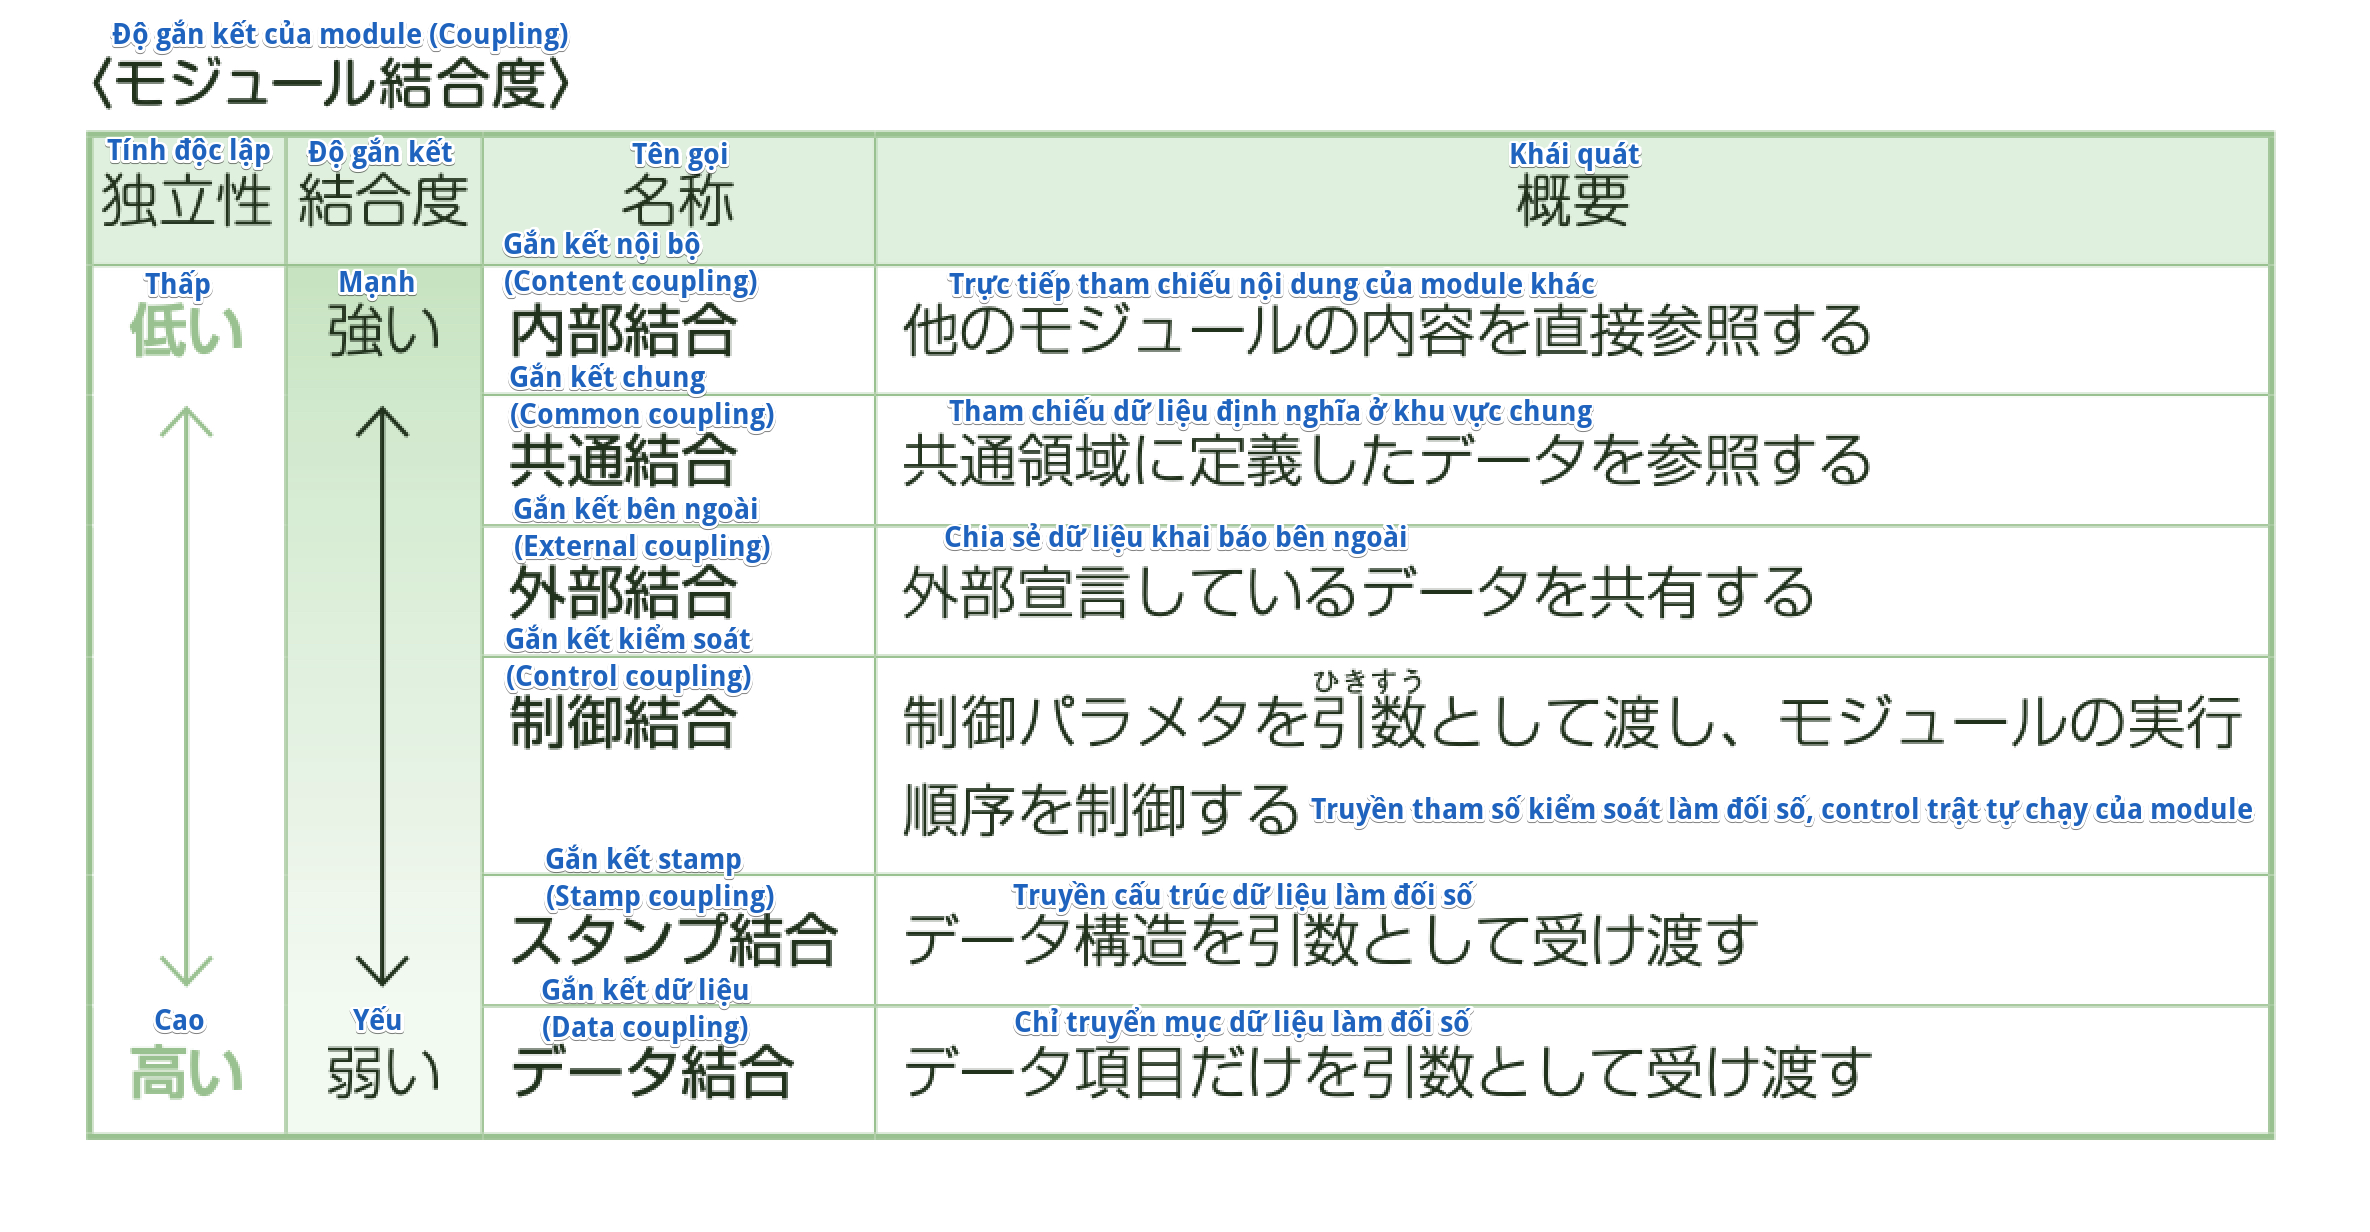 Độ gắn kết của module (Coupling)
〈モジュール結合度〉
Tính độc lập
独立性
Độ gắn kết
結合度
Tên gọi
名称
Khái quát
概要
Thấp
低い
Mạnh
強い
Gắn kết nội bộ
(Content coupling)
内部結合
Trực tiếp tham chiếu nội dung của module khác
他のモジュールの内容を直接参照する
Gắn kết chung
(Common coupling)
共通結合
Tham chiếu dữ liệu định nghĩa ở khu vực chung
共通領域に定義したデータを参照する
Gắn kết bên ngoài
(External coupling)
外部結合
Chia sẻ dữ liệu khai báo bên ngoài
外部宣言しているデータを共有する
Gắn kết kiểm soát
(Control coupling)
制御結合
ひきすう
制御パラメタを引数として渡し、モジュールの実行
順序を制御する
Truyền tham số kiểm soát làm đối số, control trật tự chạy của module
Gắn kết stamp
(Stamp coupling)
スタンプ結合
Truyền cấu trúc dữ liệu làm đối số
データ構造を引数として受け渡す
Cao
高い
Yếu
弱い
Gắn kết dữ liệu
(Data coupling)
データ結合
Chỉ truyển mục dữ liệu làm đối số
データ項目だけを引数として受け渡す